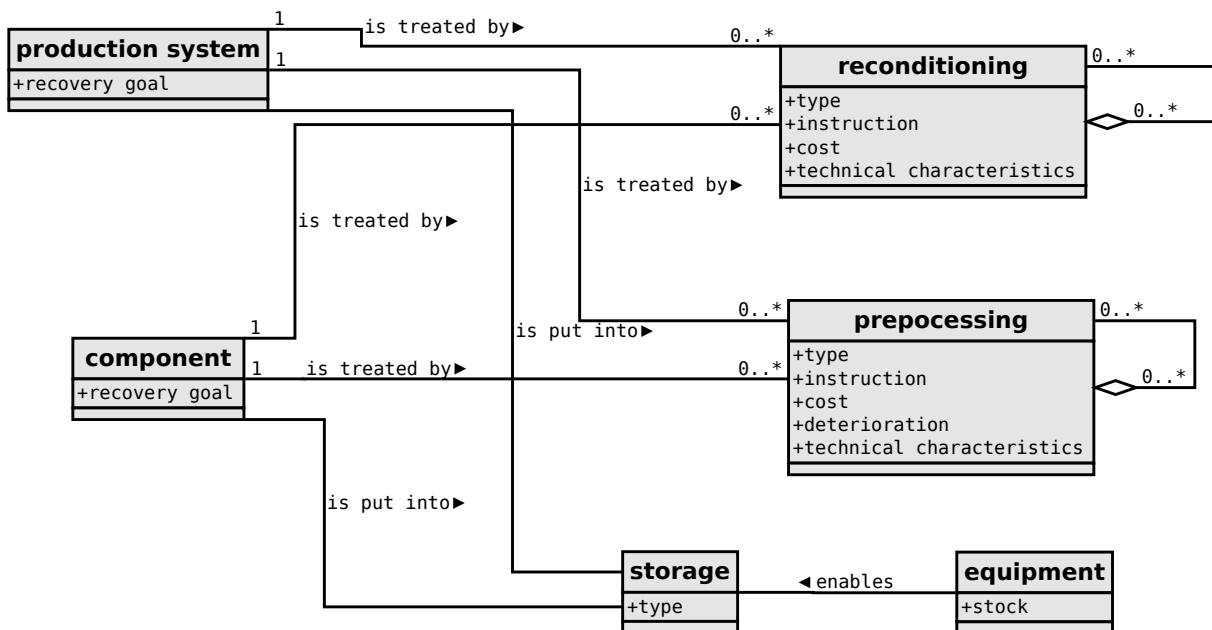 1
is treated by►
0..*
production system
+recovery goal
1
reconditioning
0..*
+type
+instruction
+cost
+technical characteristics
0..*
0..*
is treated by►
is treated by►
0..*
is put into►
prepocessing
0..*
+type
+instruction
+cost
+deterioration
+technical characteristics
0..*
1
component
+recovery goal
1
is treated by►
0..*
is put into►
storage
+type
◄enables
equipment
+stock